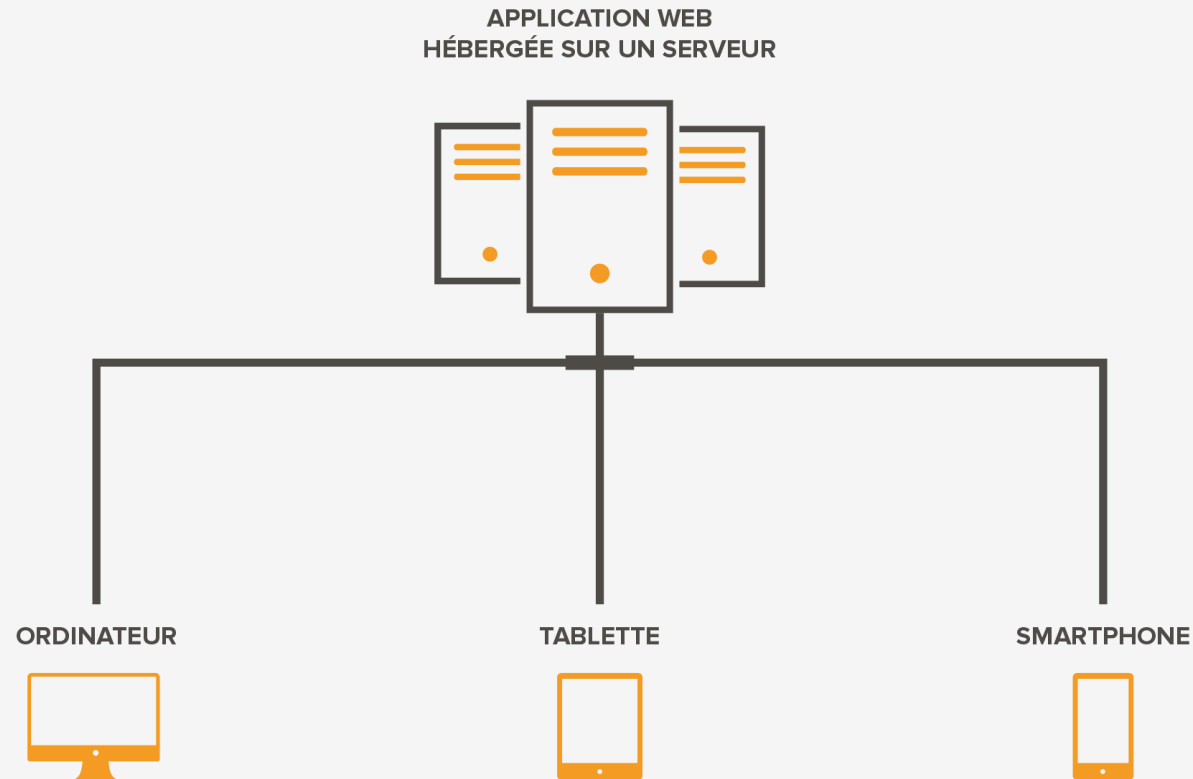 APPLICATION WEB
HÉBERGÉE SUR UN SERVEUR
ORDINATEUR
TABLETTE
SMARTPHONE